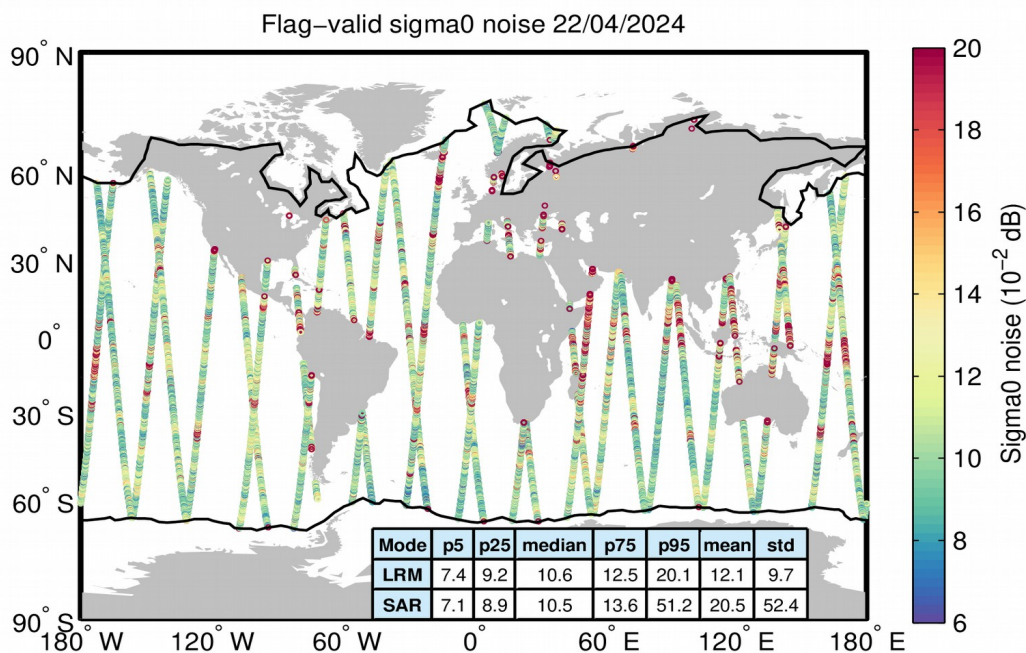 Flag−valid sigma0 noise 22/04/2024
90° N
60° N
30° N
0°
30° S
60° S
90° S
180° W
120° W
60° W
0°
60° E
120° E
180° E
Mode p5 p25 median p75 p95 mean std
LRM 7.4 9.2 10.6 12.5 20.1 12.1 9.7
SAR 7.1 8.9 10.5 13.6 51.2 20.5 52.4
20
18
16
14
12
10
8
6
Sigma0 noise (10⁻² dB)